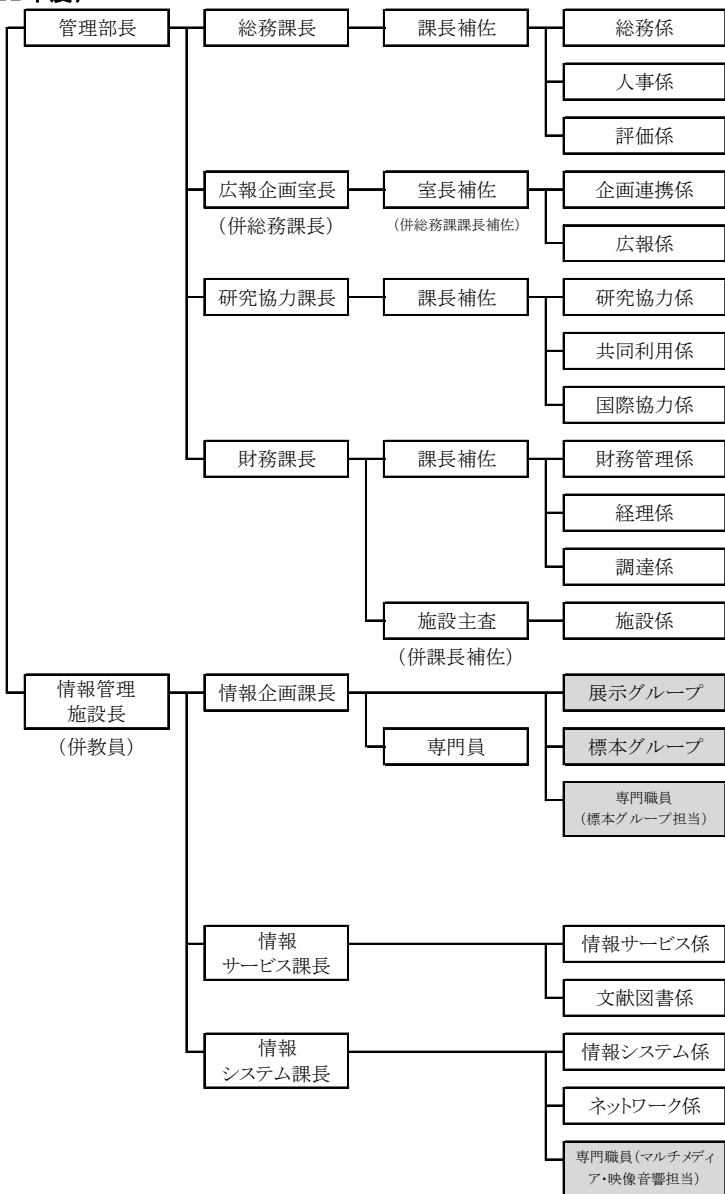 年度)
管理部長
総務課長
課長補佐
総務係
人事係
評価係
広報企画室長
(併総務課長)
室長補佐
(併総務課課長補佐)
企画連携係
広報係
研究協力課長
課長補佐
研究協力係
共同利用係
国際協力係
財務課長
課長補佐
財務管理係
経理係
調達係
施設主査
(併課長補佐)
施設係
情報管理
施設長
(併教員)
情報企画課長
専門員
展示グループ
標本グループ
専門職員
(標本グループ担当)
情報
サービス課長
情報サービス係
文献図書係
情報
システム課長
情報システム係
ネットワーク係
専門職員(マルチメディ
ア・映像音響担当)